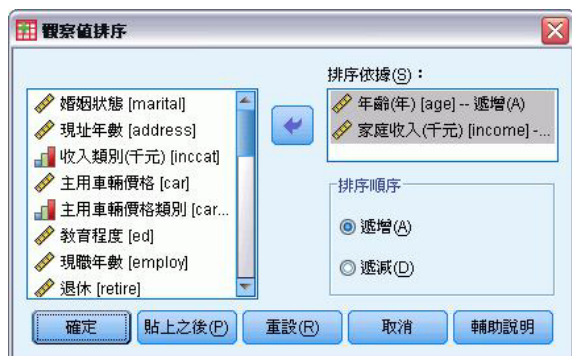 觀察值排序
排序依據(S)：
婚姻狀態 [marital]
現址年數 [address]
收入類別(千元) [inccat]
主用車輛價格 [car]
主用車輛價格類別 [car...
教育程度 [ed]
現職年數 [employ]
退休 [retire]
年齡(年) [age] -- 遞增(A)
家庭收入(千元) [income] -...
排序順序
遞增(A)
遞減(D)
確定
貼上之後(P)
重設(R)
取消
輔助說明